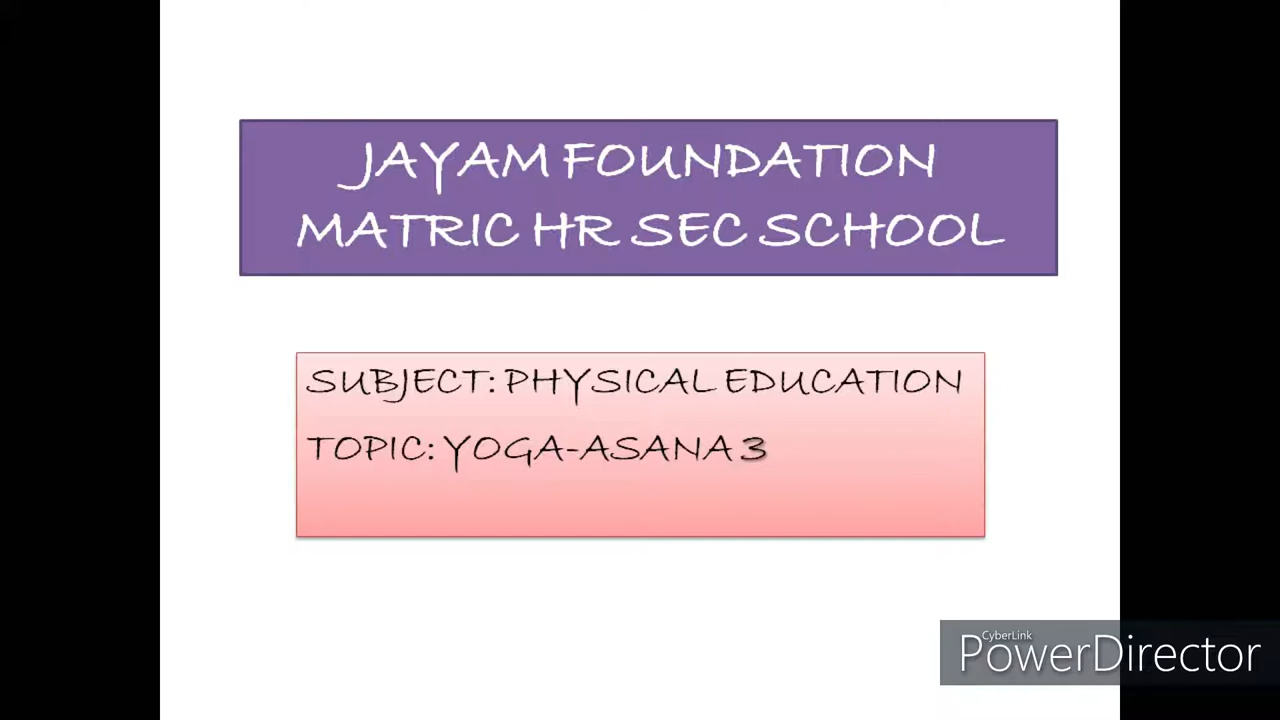 JAYAM FOUNDATION
MATRIC HR SEC SCHOOL
SUBJECT: PHYSICAL EDUCATION
TOPIC: YOGA-ASANA 3
CyberLink
PowerDirector